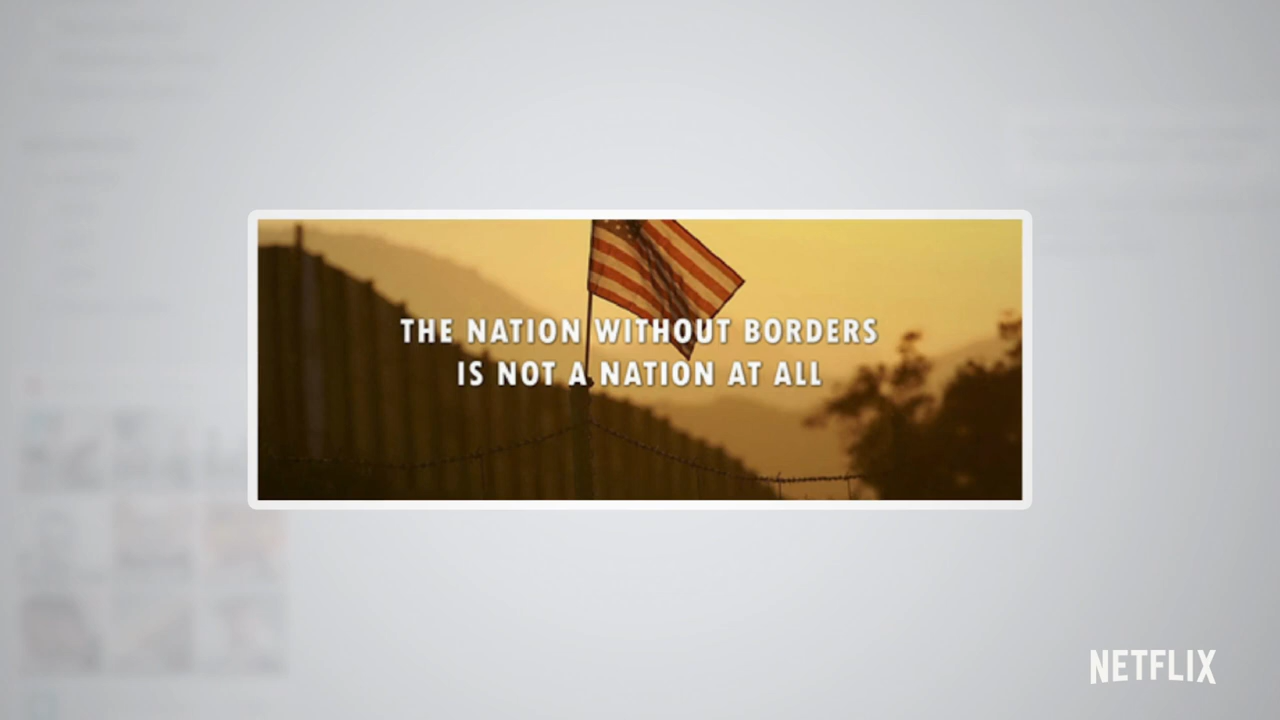 THE NATION WITHOUT BORDERS
IS NOT A NATION AT ALL
NETFLIX